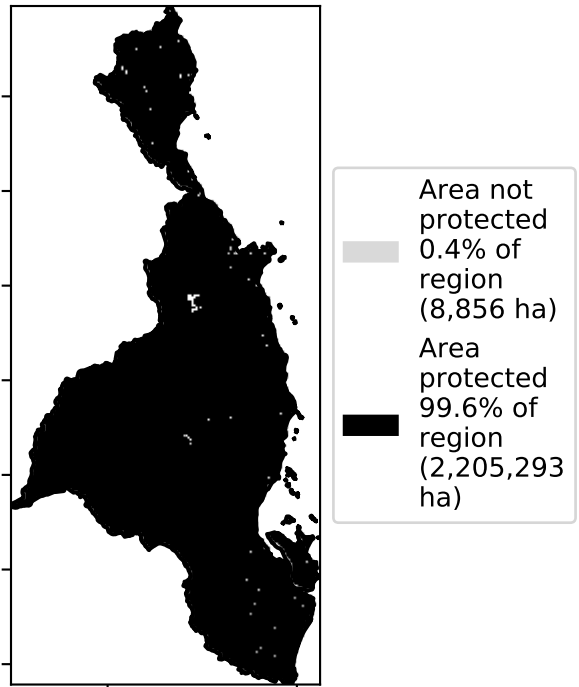 Area not
protected
0.4% of
region
(8,856 ha)
Area
protected
99.6% of
region
(2,205,293
ha)